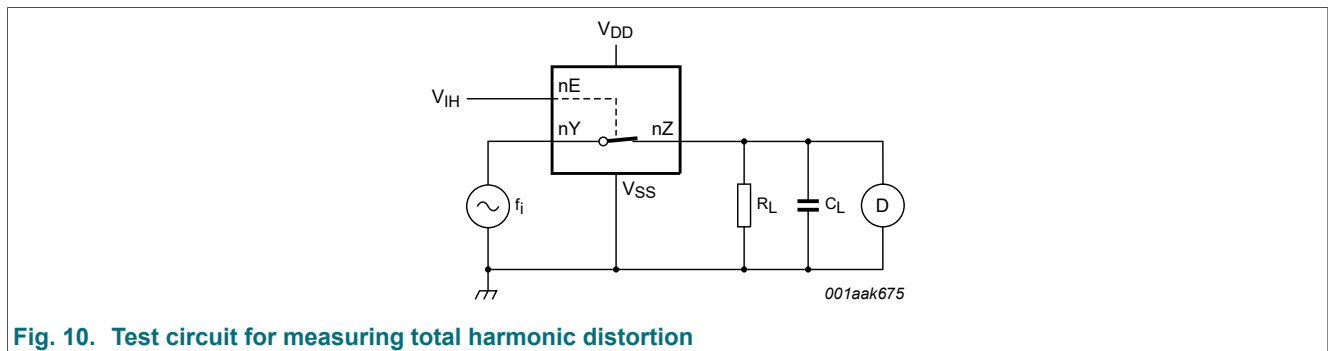 VDD
nE
VIH
nY
nZ
VSS
fi
RL
CL
D
001aak675
Fig. 10. Test circuit for measuring total harmonic distortion